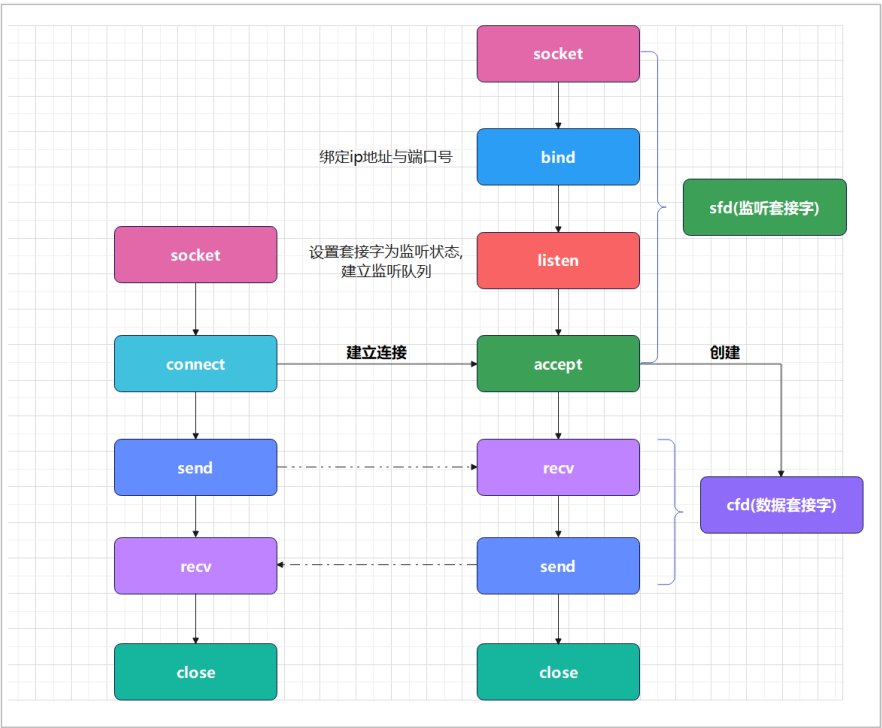 socket
绑定ip地址与端口号
bind
sfd(监听套接字)
socket
设置套接字为监听状态,
建立监听队列
listen
connect
建立连接
accept
创建
send
recv
cfd(数据套接字)
recv
send
close
close